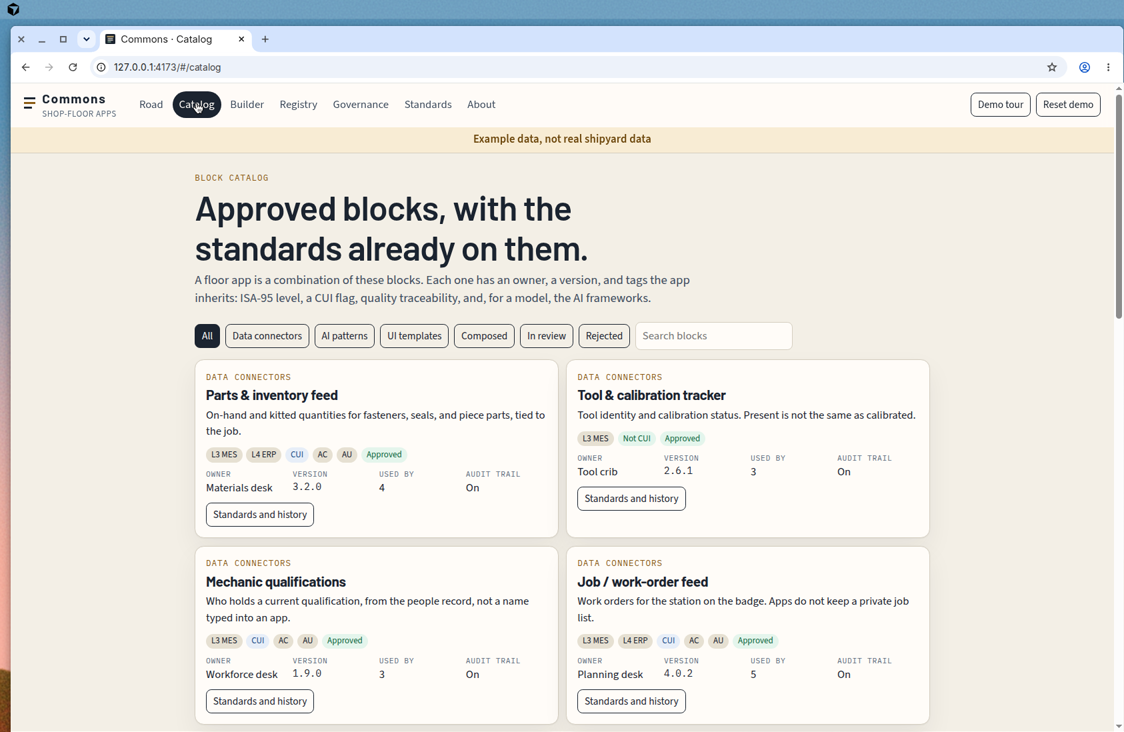 Commons · Catalog
127.0.0.1:4173/#/catalog
Commons
SHOP-FLOOR APPS
Road
Catalog
Builder
Registry
Governance
Standards
About
Demo tour
Reset demo
Example data, not real shipyard data
BLOCK CATALOG
Approved blocks, with the
standards already on them.
A floor app is a combination of these blocks. Each one has an owner, a version, and tags the app
inherits: ISA-95 level, a CUI flag, quality traceability, and, for a model, the AI frameworks.
All
Data connectors
AI patterns
UI templates
Composed
In review
Rejected
Search blocks
DATA CONNECTORS
Parts & inventory feed
On-hand and kitted quantities for fasteners, seals, and piece parts, tied to
the job.
L3 MES L4 ERP CUI AC AU Approved
OWNER VERSION USED BY AUDIT TRAIL
Materials desk 3.2.0 4 On
Standards and history
DATA CONNECTORS
Tool & calibration tracker
Tool identity and calibration status. Present is not the same as calibrated.
L3 MES Not CUI Approved
OWNER VERSION USED BY AUDIT TRAIL
Tool crib 2.6.1 3 On
Standards and history
DATA CONNECTORS
Mechanic qualifications
Who holds a current qualification, from the people record, not a name
typed into an app.
L3 MES CUI AC AU Approved
OWNER VERSION USED BY AUDIT TRAIL
Workforce desk 1.9.0 3 On
Standards and history
DATA CONNECTORS
Job / work-order feed
Work orders for the station on the badge. Apps do not keep a private job
list.
L3 MES L4 ERP CUI AC AU Approved
OWNER VERSION USED BY AUDIT TRAIL
Planning desk 4.0.2 5 On
Standards and history